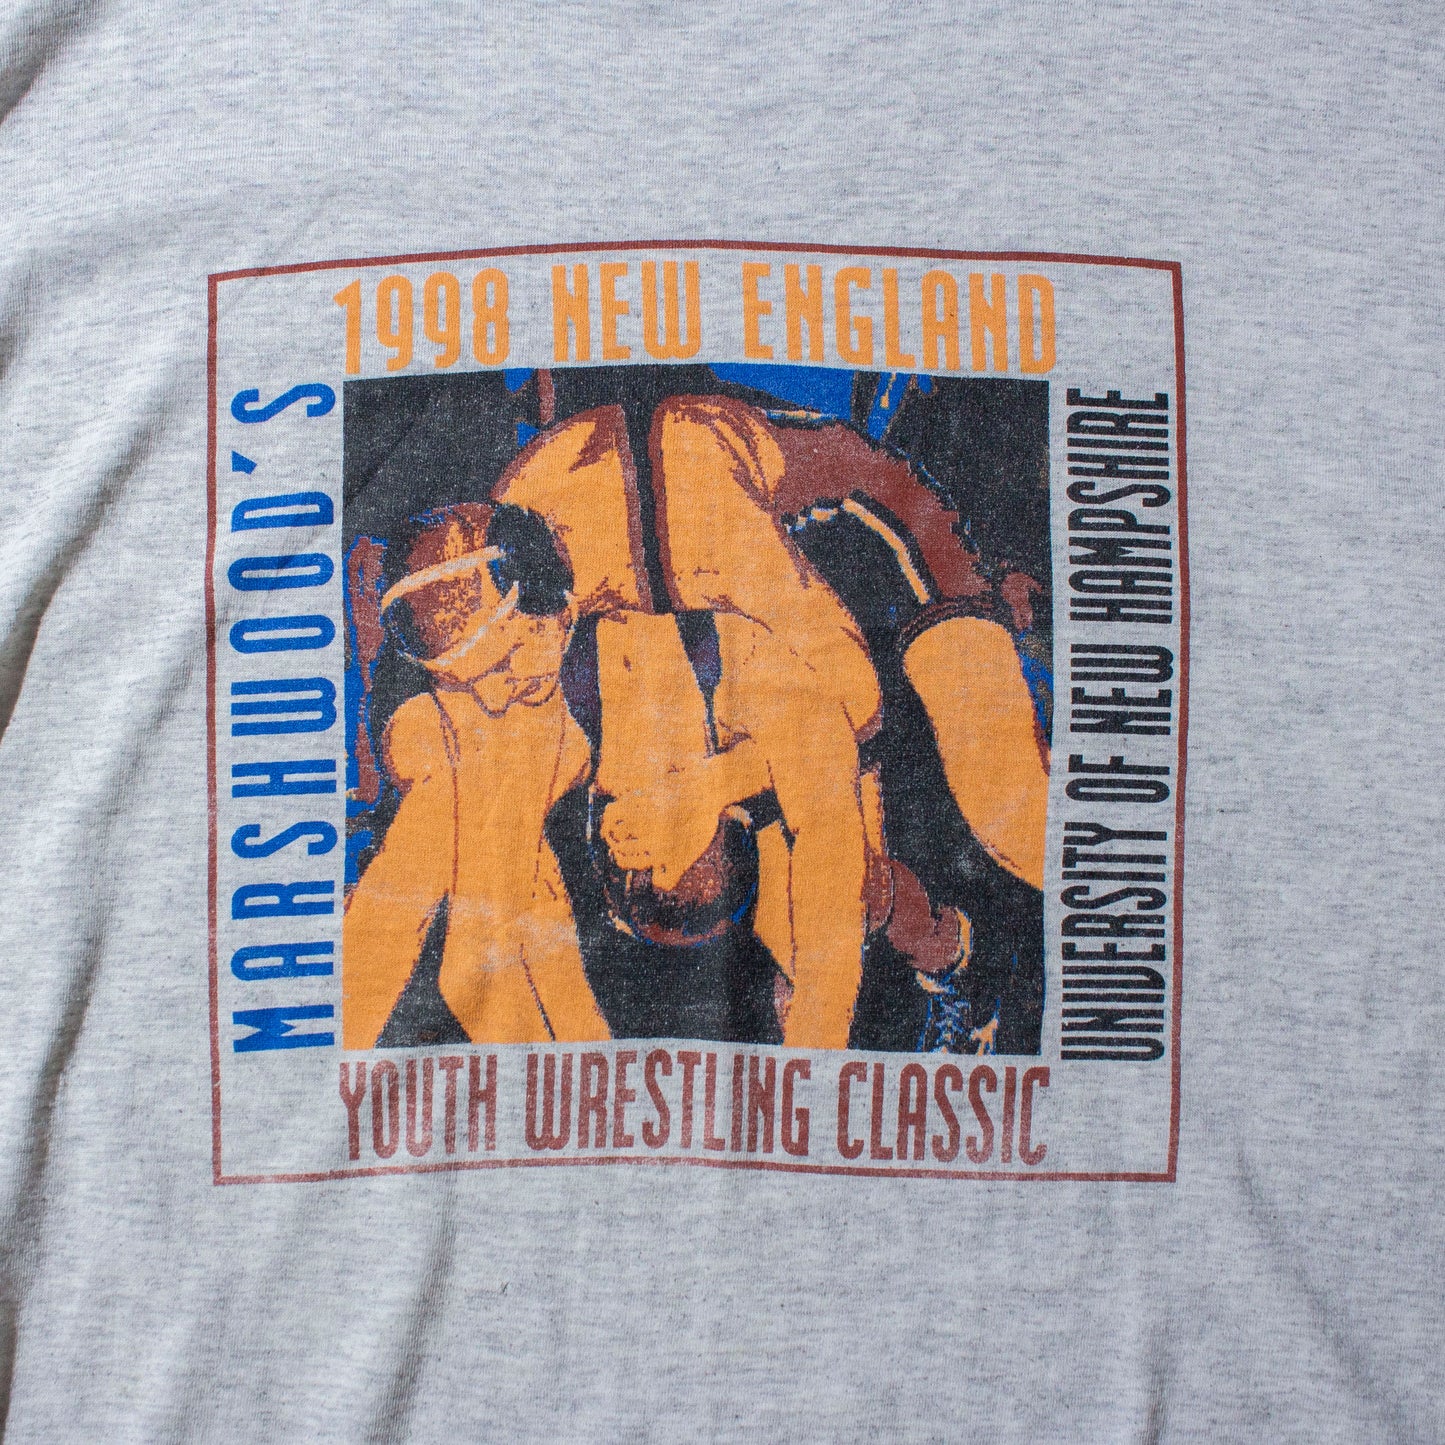 MARSHWOOD'S
1998 NEW ENGLAND
YOUTH WRESTLING CLASSIC
UNIVERSITY OF NEW HAMPSHIRE